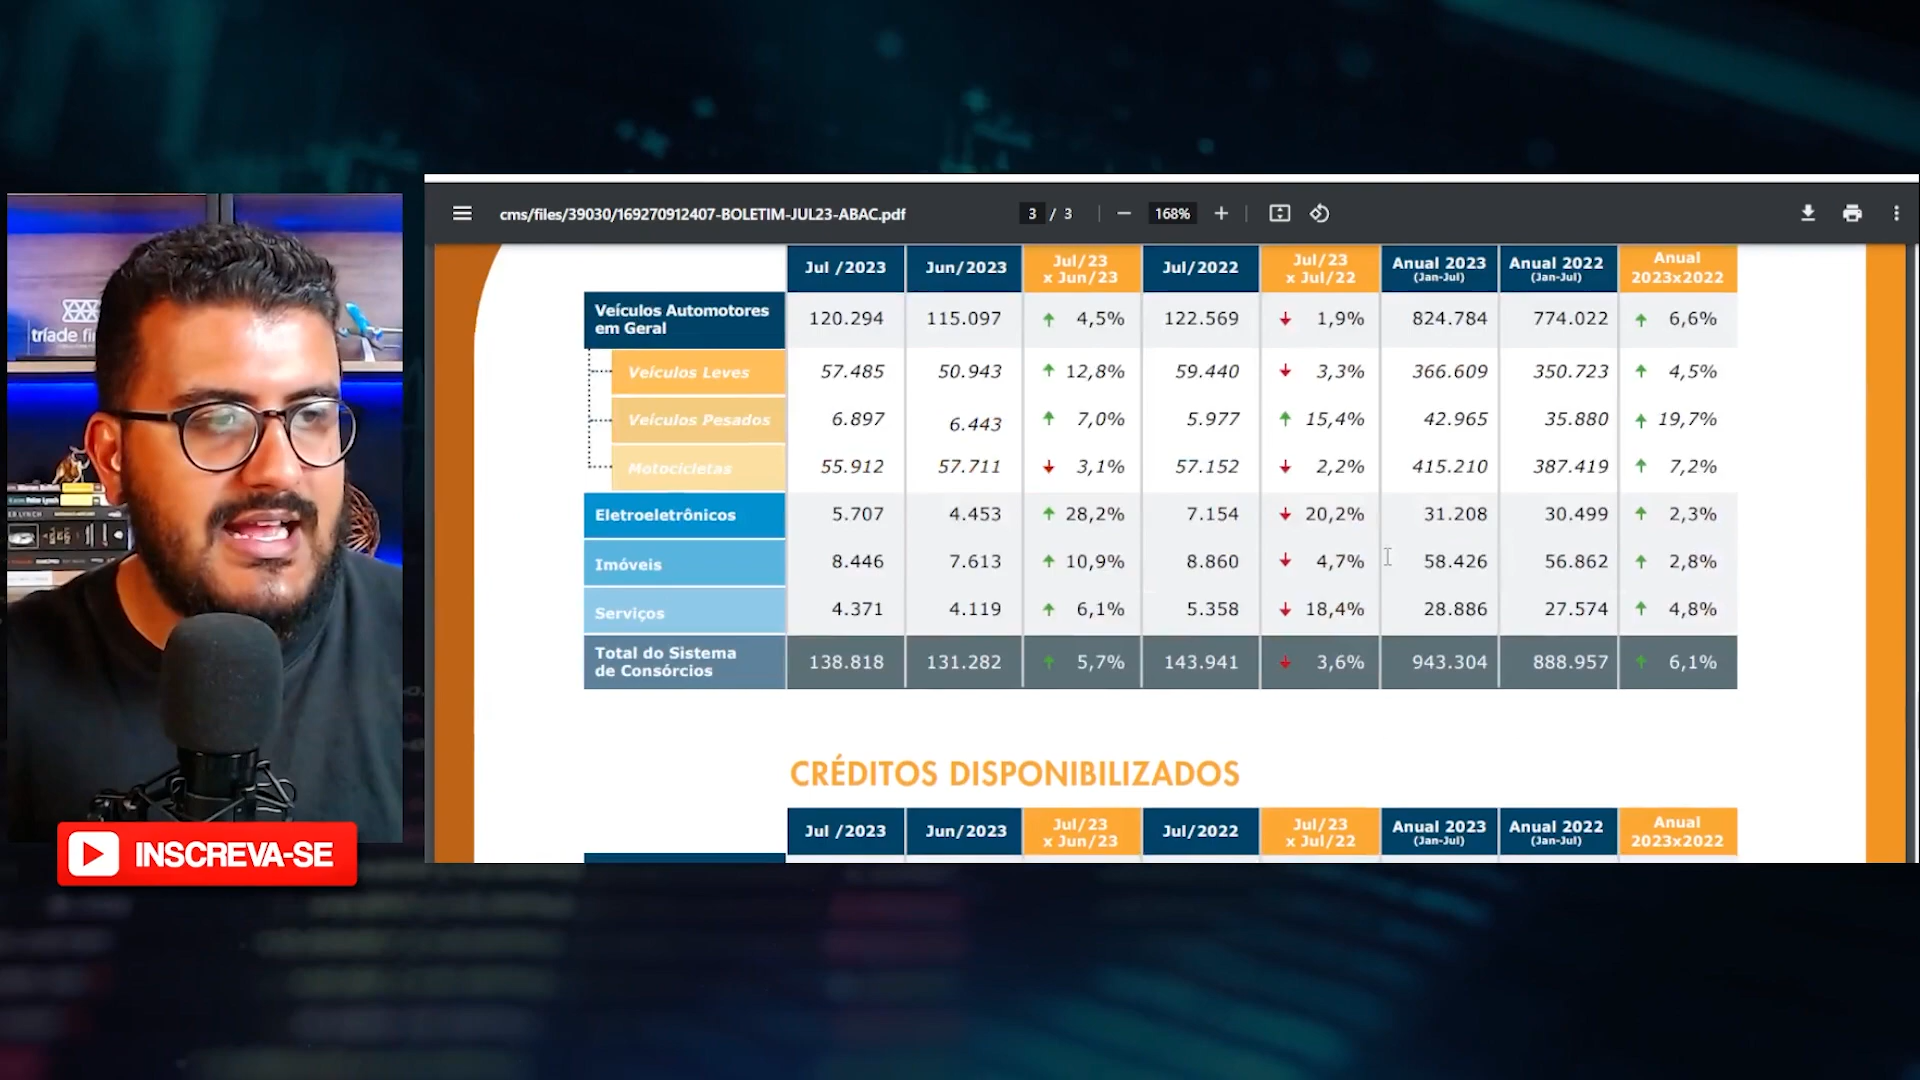 cms/files/39030/169270912407-BOLETIM-JUL23-ABAC.pdf 3 / 3 168%
Jul /2023 Jun/2023 Jul/23 x Jun/23 Jul/2022 Jul/23 x Jul/22 Anual 2023 (Jan-Jul) Anual 2022 (Jan-Jul) Anual 2023x2022
Veículos Automotores em Geral 120.294 115.097 4,5% 122.569 1,9% 824.784 774.022 6,6%
Veículos Leves 57.485 50.943 12,8% 59.440 3,3% 366.609 350.723 4,5%
Veículos Pesados 6.897 6.443 7,0% 5.977 15,4% 42.965 35.880 19,7%
Motocicletas 55.912 57.711 3,1% 57.152 2,2% 415.210 387.419 7,2%
Eletroeletrônicos 5.707 4.453 28,2% 7.154 20,2% 31.208 30.499 2,3%
Imóveis 8.446 7.613 10,9% 8.860 4,7% 58.426 56.862 2,8%
Serviços 4.371 4.119 6,1% 5.358 18,4% 28.886 27.574 4,8%
Total do Sistema de Consórcios 138.818 131.282 5,7% 143.941 3,6% 943.304 888.957 6,1%
CRÉDITOS DISPONIBILIZADOS
Jul /2023 Jun/2023 Jul/23 x Jun/23 Jul/2022 Jul/23 x Jul/22 Anual 2023 (Jan-Jul) Anual 2022 (Jan-Jul) Anual 2023x2022
tríade
INSCREVA-SE